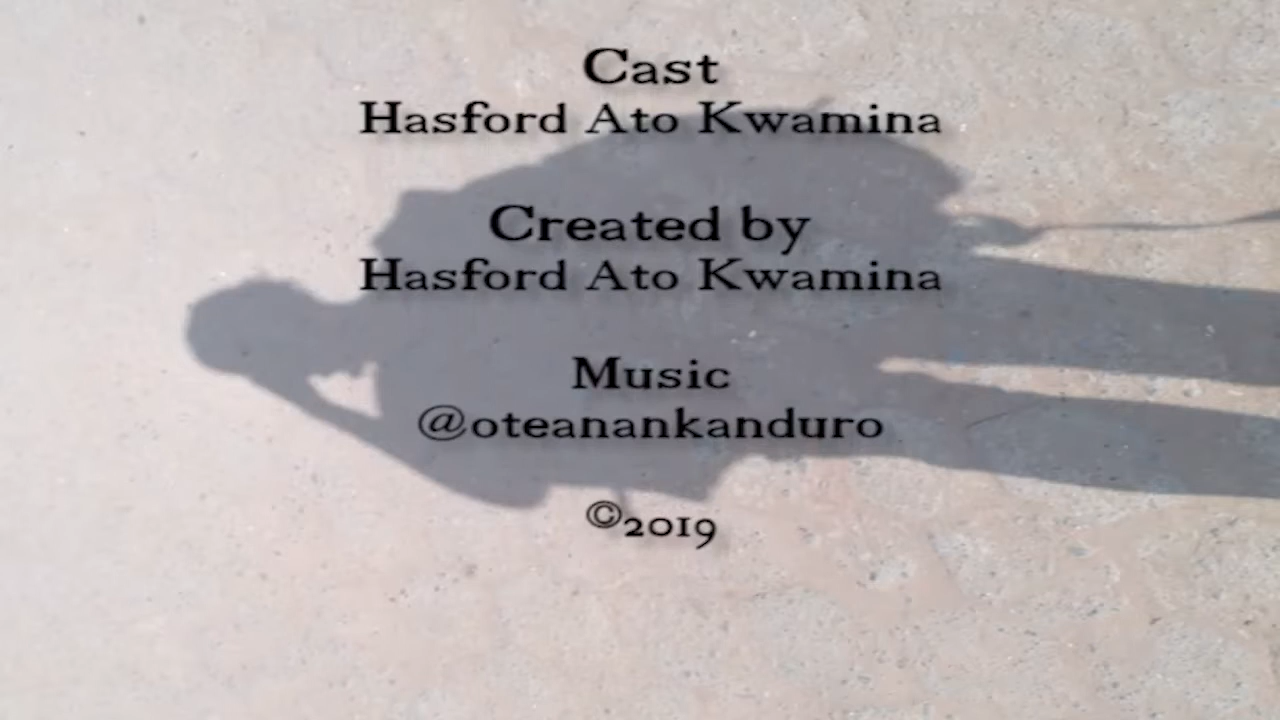 Cast
Hasford Ato Kwamina
Created by
Hasford Ato Kwamina
Music
@oteanankanduro
©2019